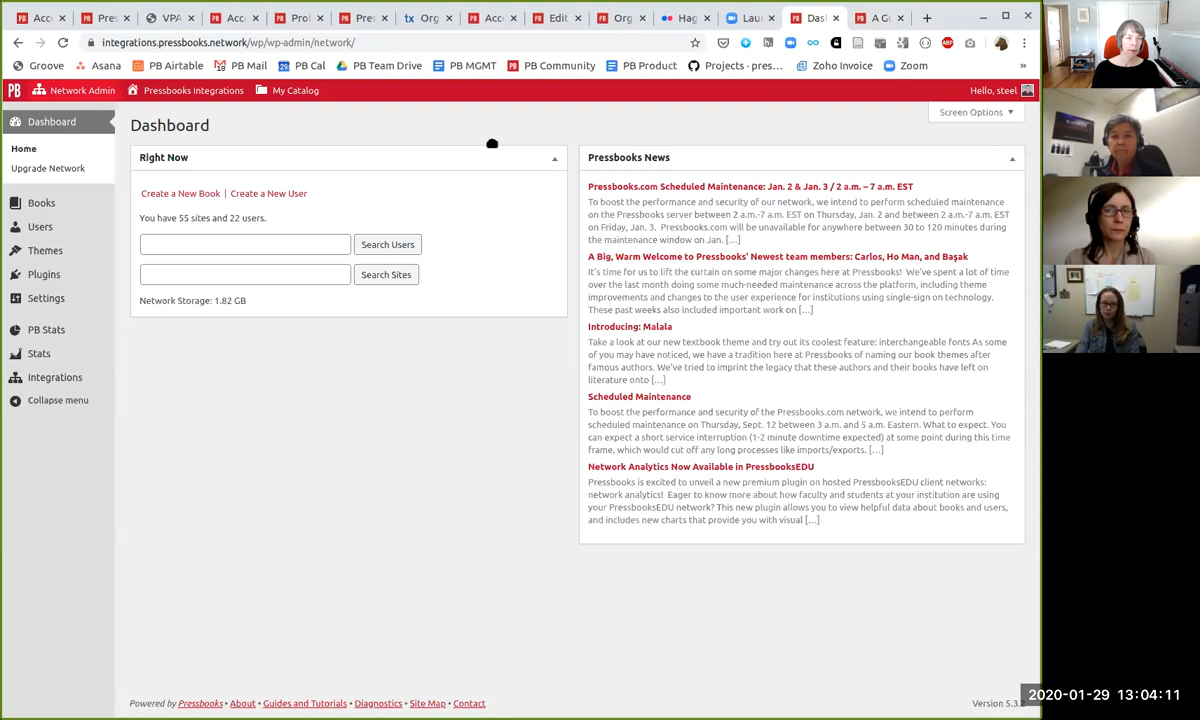 Acc
Pres
VPA
Acc
Prol
Pre
tx Org
Acc
Edit
Org
Hag
Laun
Das
A G
integrations.pressbooks.network/wp/wp-admin/network/
Groove
Asana
PB Airtable
PB Mail
PB Cal
PB Team Drive
PB MGMT
PB Community
PB Product
Projects · pres…
Zoho Invoice
Zoom
»
PB
Network Admin
Pressbooks Integrations
My Catalog
Hello, steel
Dashboard
Home
Upgrade Network
Books
Users
Themes
Plugins
Settings
PB Stats
Stats
Integrations
Collapse menu
Screen Options
Dashboard
Right Now
Create a New Book | Create a New User
You have 55 sites and 22 users.
Search Users
Search Sites
Network Storage: 1.82 GB
Pressbooks News
Pressbooks.com Scheduled Maintenance: Jan. 2 & Jan. 3 / 2 a.m. – 7 a.m. EST
To boost the performance and security of our network, we intend to perform scheduled maintenance
on the Pressbooks server between 2 a.m.-7 a.m. EST on Thursday, Jan. 2 and between 2 a.m.-7 a.m. EST
on Friday, Jan. 3. Pressbooks.com will be unavailable for anywhere between 30 to 120 minutes during
the maintenance window on Jan. […]
A Big, Warm Welcome to Pressbooks' Newest team members: Carlos, Ho Man, and Başak
It's time for us to lift the curtain on some major changes here at Pressbooks! We've spent a lot of time
over the last month doing some much-needed maintenance across the platform, including theme
improvements and changes to the user experience for institutions using single-sign on technology.
These past weeks also included important work on […]
Introducing: Malala
Take a look at our new textbook theme and try out its coolest feature: interchangeable fonts As some
of you may have noticed, we have a tradition here at Pressbooks of naming our book themes after
famous authors. We've tried to imprint the legacy that these authors and their books have left on
literature onto […]
Scheduled Maintenance
To boost the performance and security of the Pressbooks.com network, we intend to perform
scheduled maintenance on Thursday, Sept. 12 between 3 a.m. and 5 a.m. Eastern. What to expect. You
can expect a short service interruption (1-2 minute downtime expected) at some point during this time
frame, which would cut off any long processes like imports/exports. […]
Network Analytics Now Available in PressbooksEDU
Pressbooks is excited to unveil a new premium plugin on hosted PressbooksEDU client networks:
network analytics! Eager to know more about how faculty and students at your institution are using
your PressbooksEDU network? This new plugin allows you to view helpful data about books and users,
and includes new charts that provide you with visual […]
Powered by Pressbooks • About • Guides and Tutorials • Diagnostics • Site Map • Contact
Version 5.3.2
2020-01-29 13:04:11